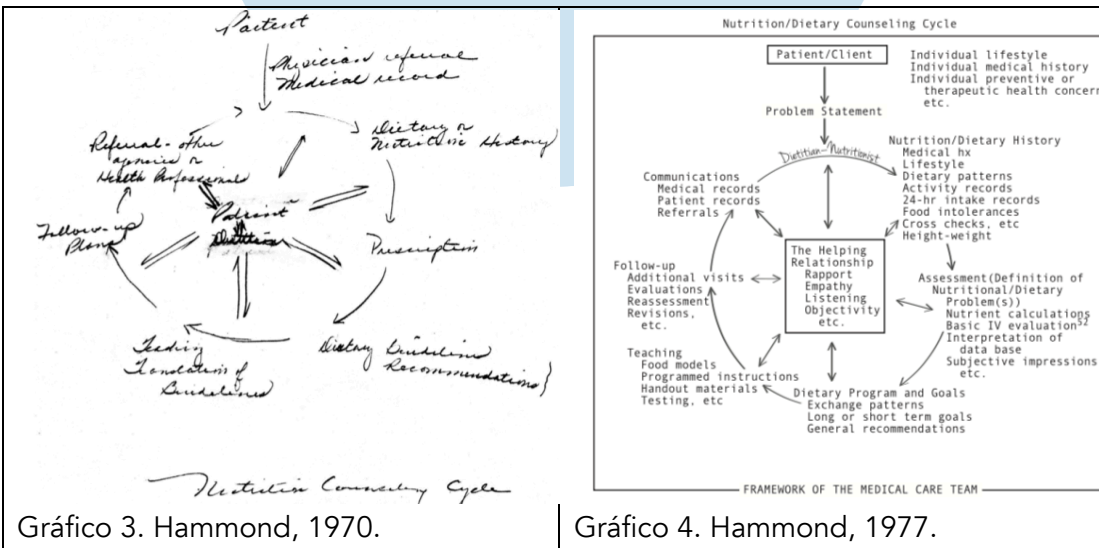 Patient
Physician referral
Medical record
Dietary or
Nutrition History
Referral - other
agencies or
Health Professionals
Patient
Dietitian
Follow-up
Plans
Prescription
Teaching
Translation of
Guidelines
Dietary Guidelines
Recommendations
Nutrition Counseling Cycle
Gráfico 3. Hammond, 1970.
Nutrition/Dietary Counseling Cycle
Patient/Client
Individual lifestyle
Individual medical history
Individual preventive or
therapeutic health concern
etc.
Problem Statement
Dietitian-Nutritionist
Nutrition/Dietary History
Medical hx
Lifestyle
Dietary patterns
Activity records
24-hr intake records
Food intolerances
Cross checks, etc
Height-weight
Communications
Medical records
Patient records
Referrals
The Helping
Relationship
Rapport
Empathy
Listening
Objectivity
etc.
Follow-up
Additional visits
Evaluations
Reassessment
Revisions,
etc.
Assessment(Definition of
Nutritional/Dietary
Problem(s))
Nutrient calculations
Basic IV evaluation52
Interpretation of
data base
Subjective impressions
etc.
Teaching
Food models
Programmed instructions
Handout materials
Testing, etc
Dietary Program and Goals
Exchange patterns
Long or short term goals
General recommendations
FRAMEWORK OF THE MEDICAL CARE TEAM
Gráfico 4. Hammond, 1977.